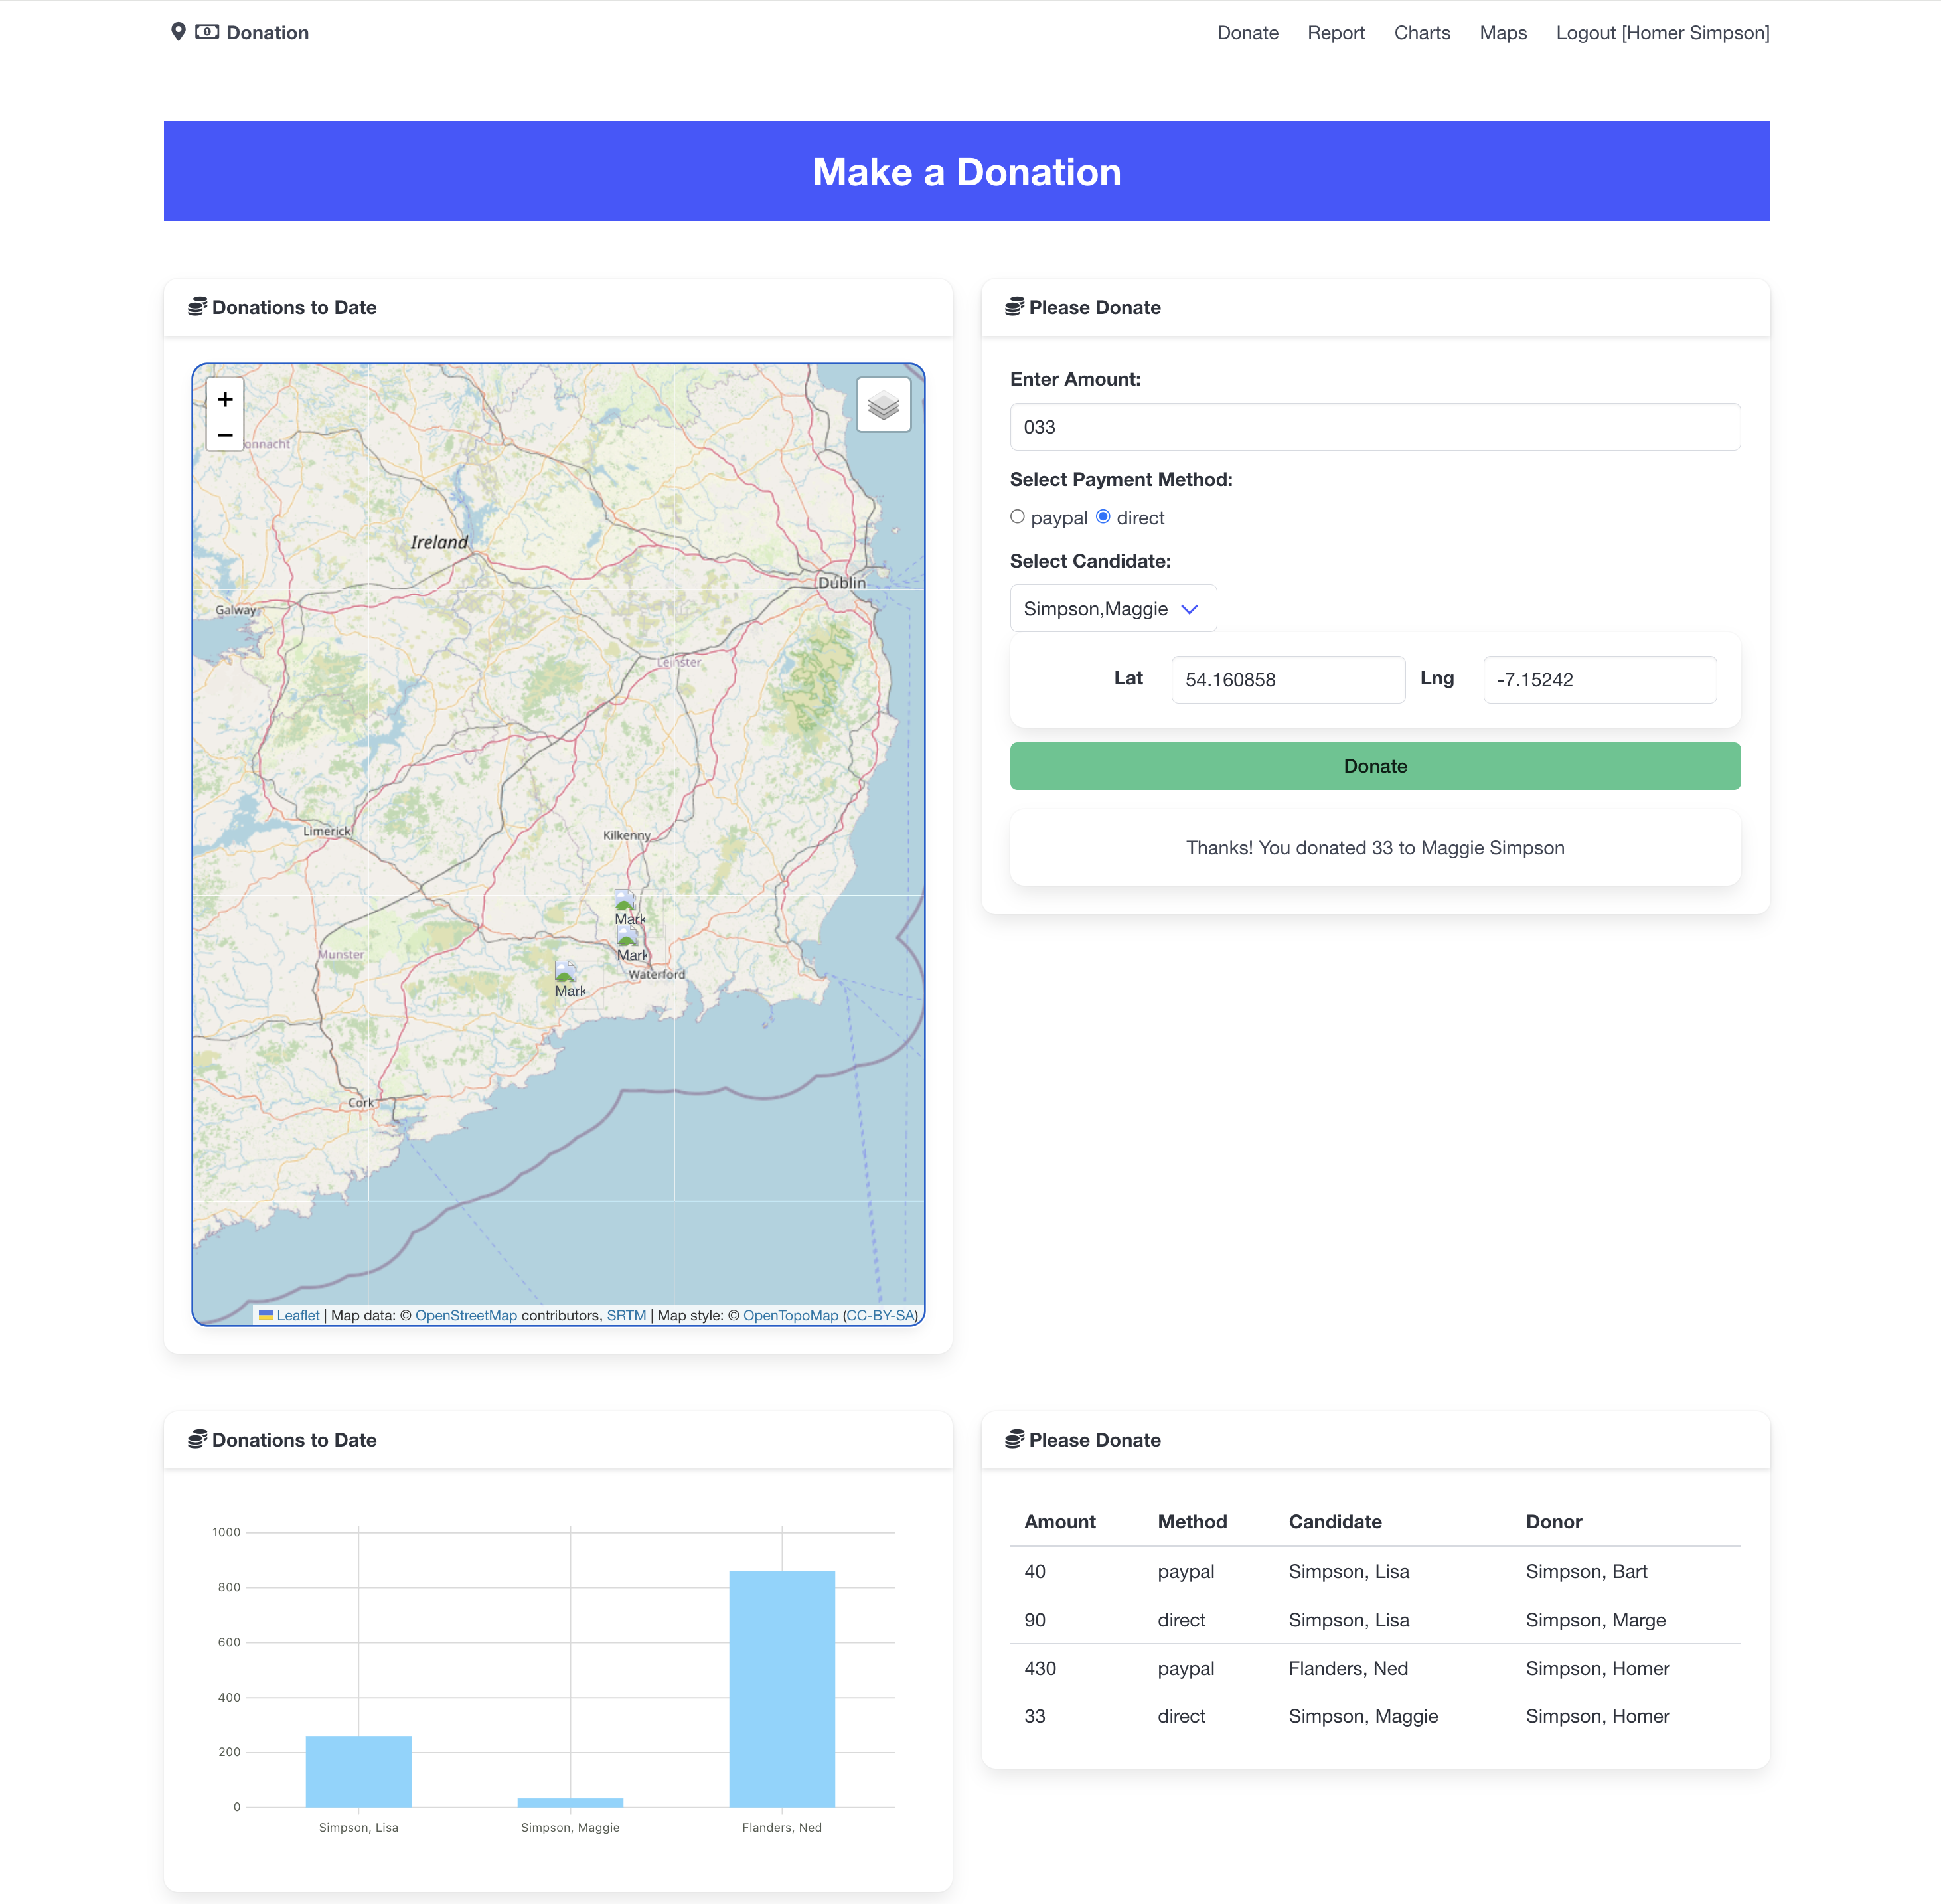 Donation
Donate Report Charts Maps Logout [Homer Simpson]
Make a Donation
Donations to Date
+
−
onnacht
Ireland
Dublin
Galway
Leinster
Limerick
Kilkenny
Mark
Mark
Munster
Waterford
Mark
Cork
Leaflet | Map data: © OpenStreetMap contributors, SRTM | Map style: © OpenTopoMap (CC-BY-SA)
Please Donate
Enter Amount:
033
Select Payment Method:
paypal direct
Select Candidate:
Simpson,Maggie
Lat 54.160858 Lng -7.15242
Donate
Thanks! You donated 33 to Maggie Simpson
Donations to Date
1000
800
600
400
200
0
Simpson, Lisa Simpson, Maggie Flanders, Ned
Please Donate
Amount Method Candidate Donor
40 paypal Simpson, Lisa Simpson, Bart
90 direct Simpson, Lisa Simpson, Marge
430 paypal Flanders, Ned Simpson, Homer
33 direct Simpson, Maggie Simpson, Homer